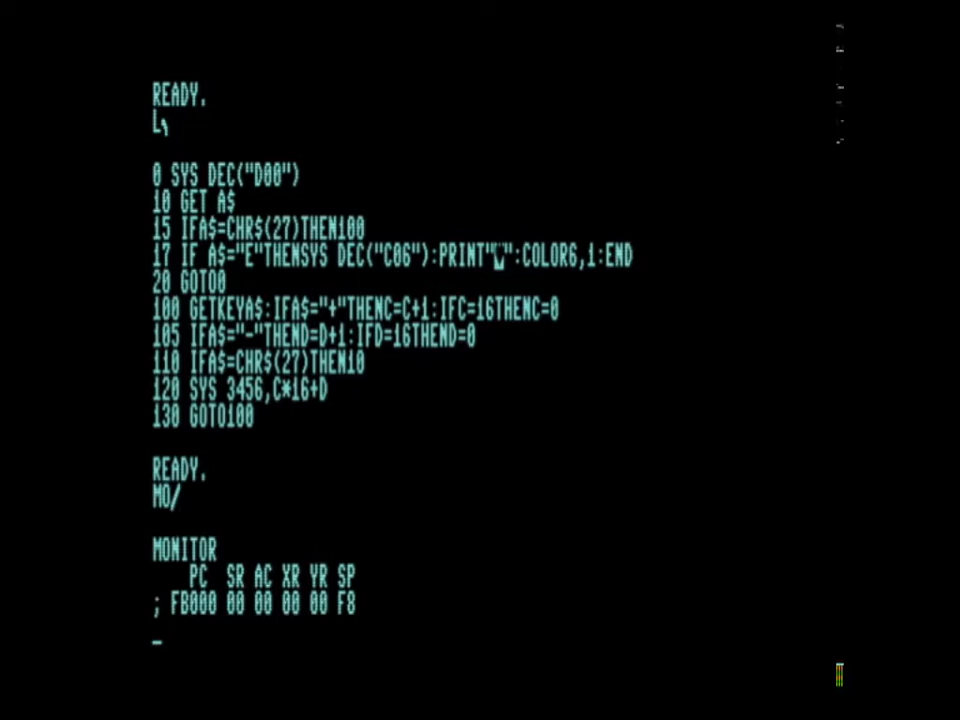 READY.
L╮

0 SYS DEC("D00")
10 GET A$
15 IFA$=CHR$(27)THEN100
17 IF A$="E"THENSYS DEC("C06"):PRINT"":COLOR6,1:END
20 GOTO0
100 GETKEYA$:IFA$="+"THENC=C+1:IFC=16THENC=0
105 IFA$="-"THEND=D+1:IFD=16THEND=0
110 IFA$=CHR$(27)THEN10
120 SYS 3456,C*16+D
130 GOTO100

READY.
MO/

MONITOR
    PC  SR AC XR YR SP
; FB000 00 00 00 00 F8